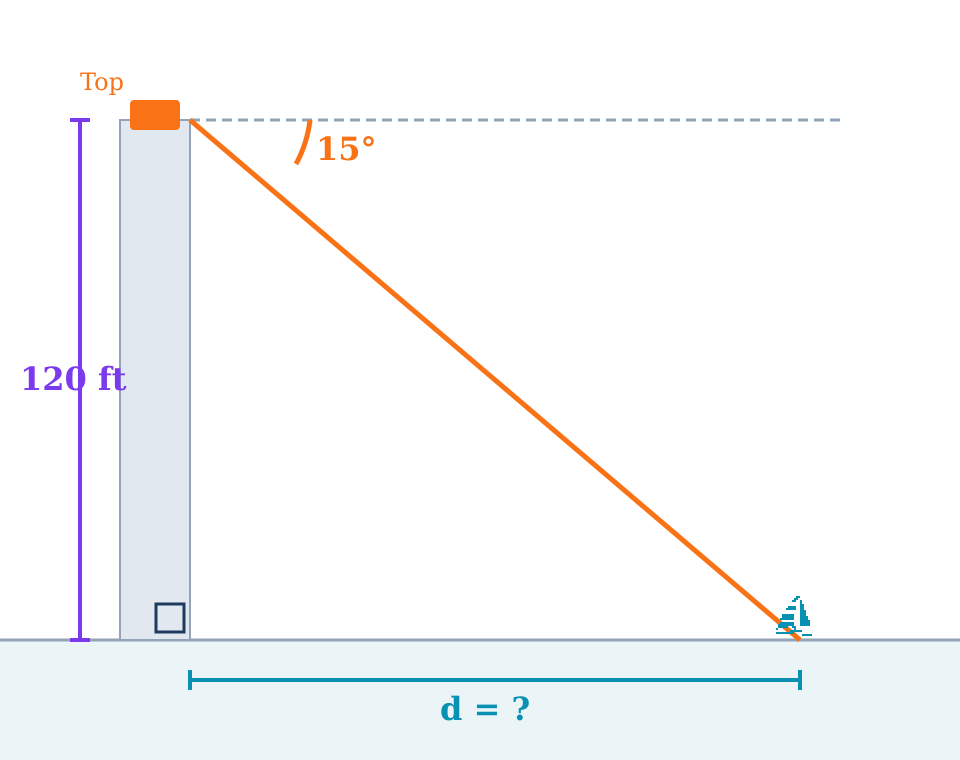 Top
15°
120 ft
d = ?